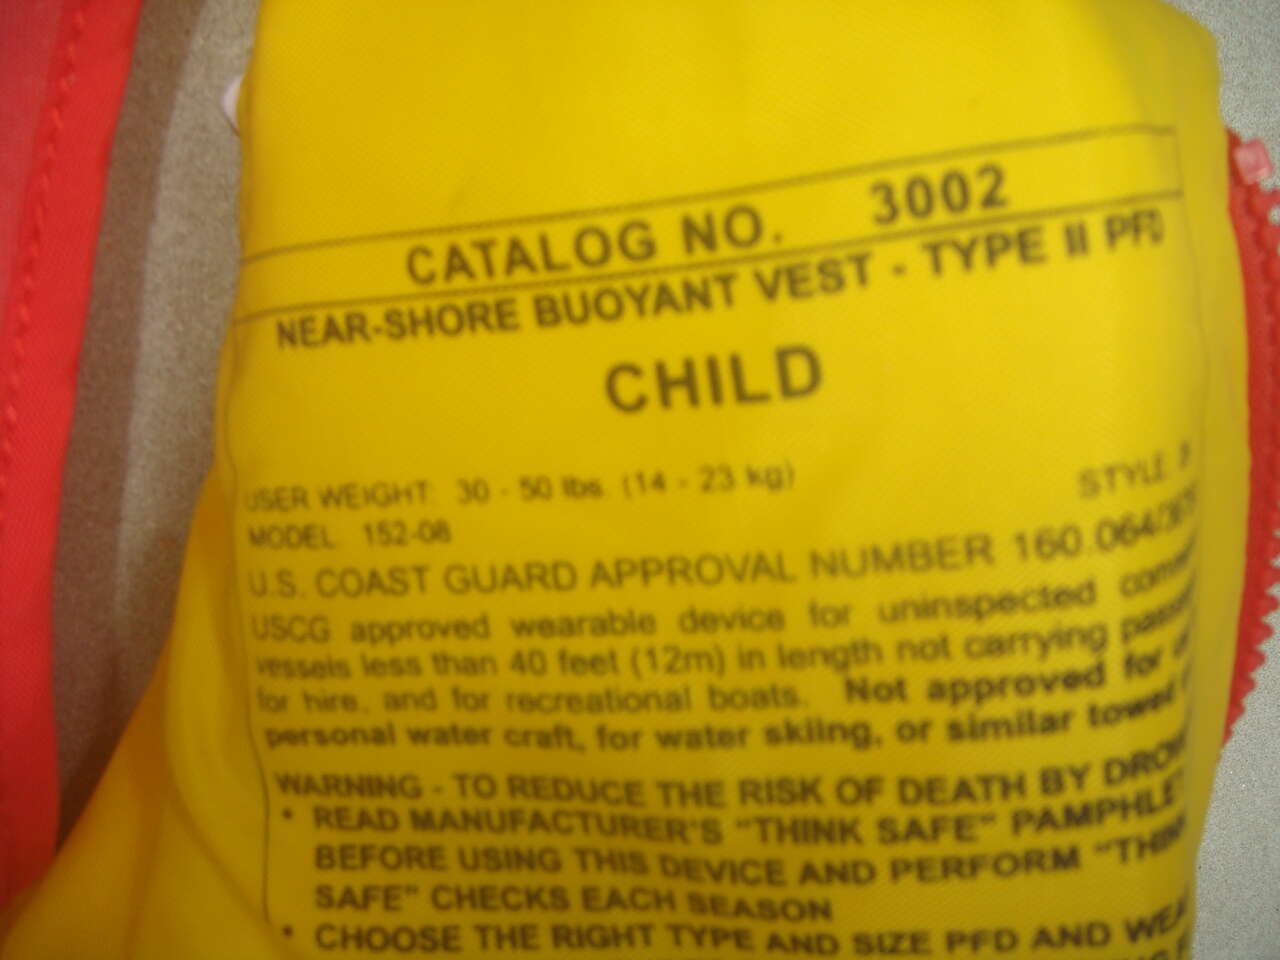 CATALOG NO. 3002
NEAR-SHORE BUOYANT VEST - TYPE II PFD
CHILD
USER WEIGHT: 30 - 50 lbs. (14 - 23 kg)
STYLE:
MODEL: 152-08
U.S. COAST GUARD APPROVAL NUMBER
USCG approved wearable device for uninspected
vessels less than 40 feet (12m) in length not carrying
for hire, and for recreational boats. Not approved for
personal water craft, for water skiing, or similar towed
WARNING - TO REDUCE THE RISK OF DEATH BY
• READ MANUFACTURER'S "THINK SAFE" PAMPHLET
BEFORE USING THIS DEVICE AND PERFORM
SAFE" CHECKS EACH SEASON
• CHOOSE THE RIGHT TYPE AND SIZE PFD AND